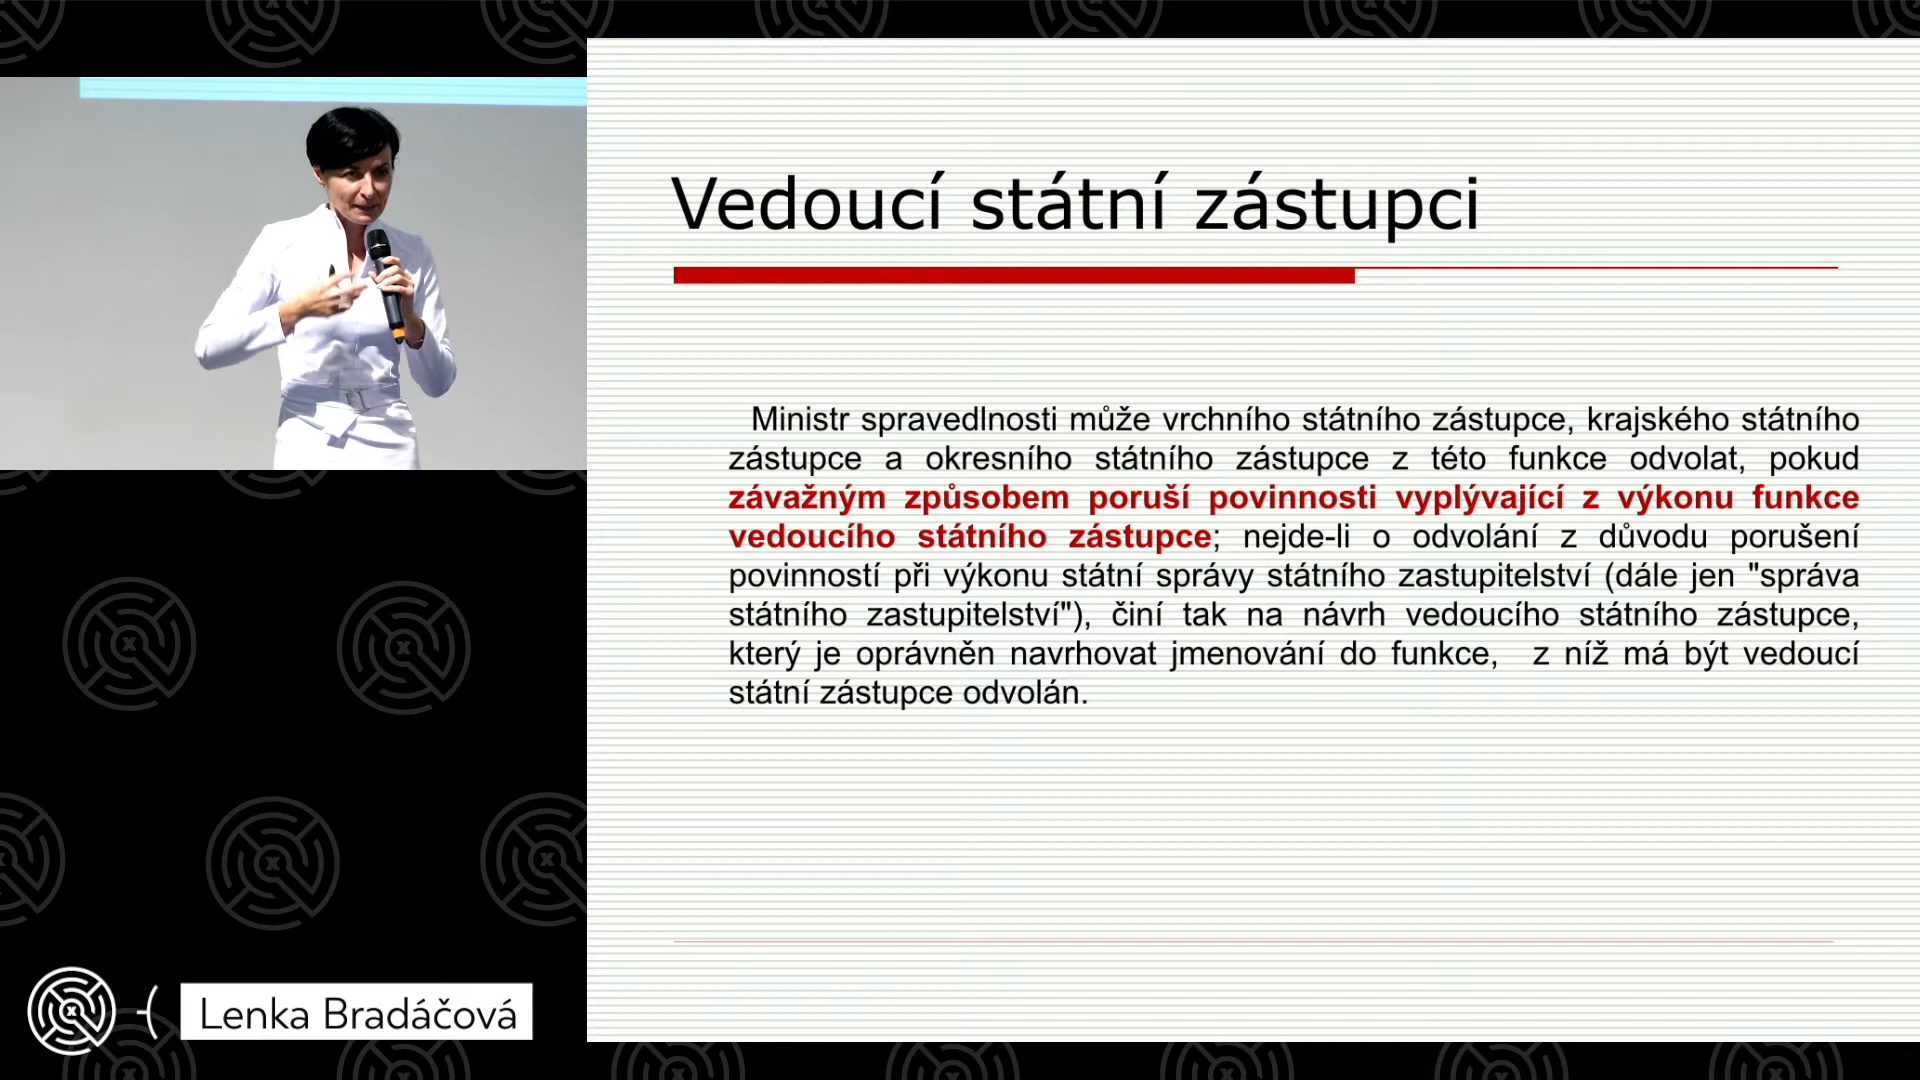 Vedoucí státní zástupci
Ministr spravedlnosti může vrchního státního zástupce, krajského státního
zástupce a okresního státního zástupce z této funkce odvolat, pokud
závažným způsobem poruší povinnosti vyplývající z výkonu funkce
vedoucího státního zástupce; nejde-li o odvolání z důvodu porušení
povinností při výkonu státní správy státního zastupitelství (dále jen "správa
státního zastupitelství"), činí tak na návrh vedoucího státního zástupce,
který je oprávněn navrhovat jmenování do funkce, z níž má být vedoucí
státní zástupce odvolán.
Lenka Bradáčová